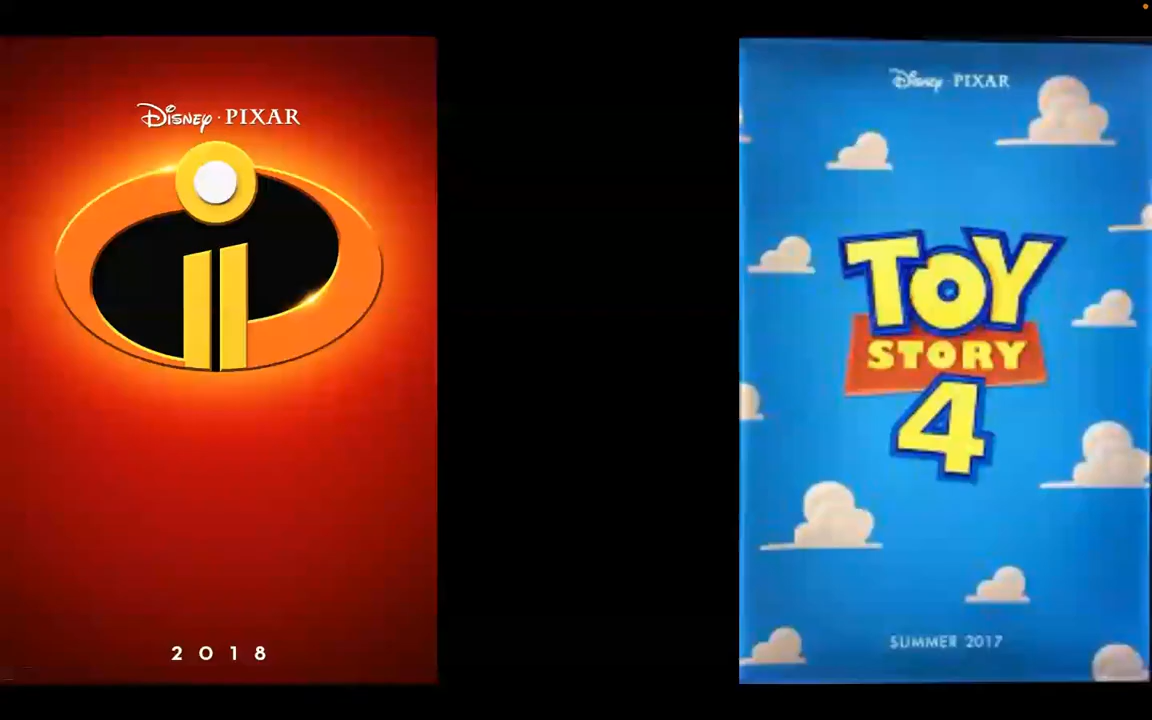 Disney · PIXAR
2018
Disney · PIXAR
TOY
STORY
4
SUMMER 2017